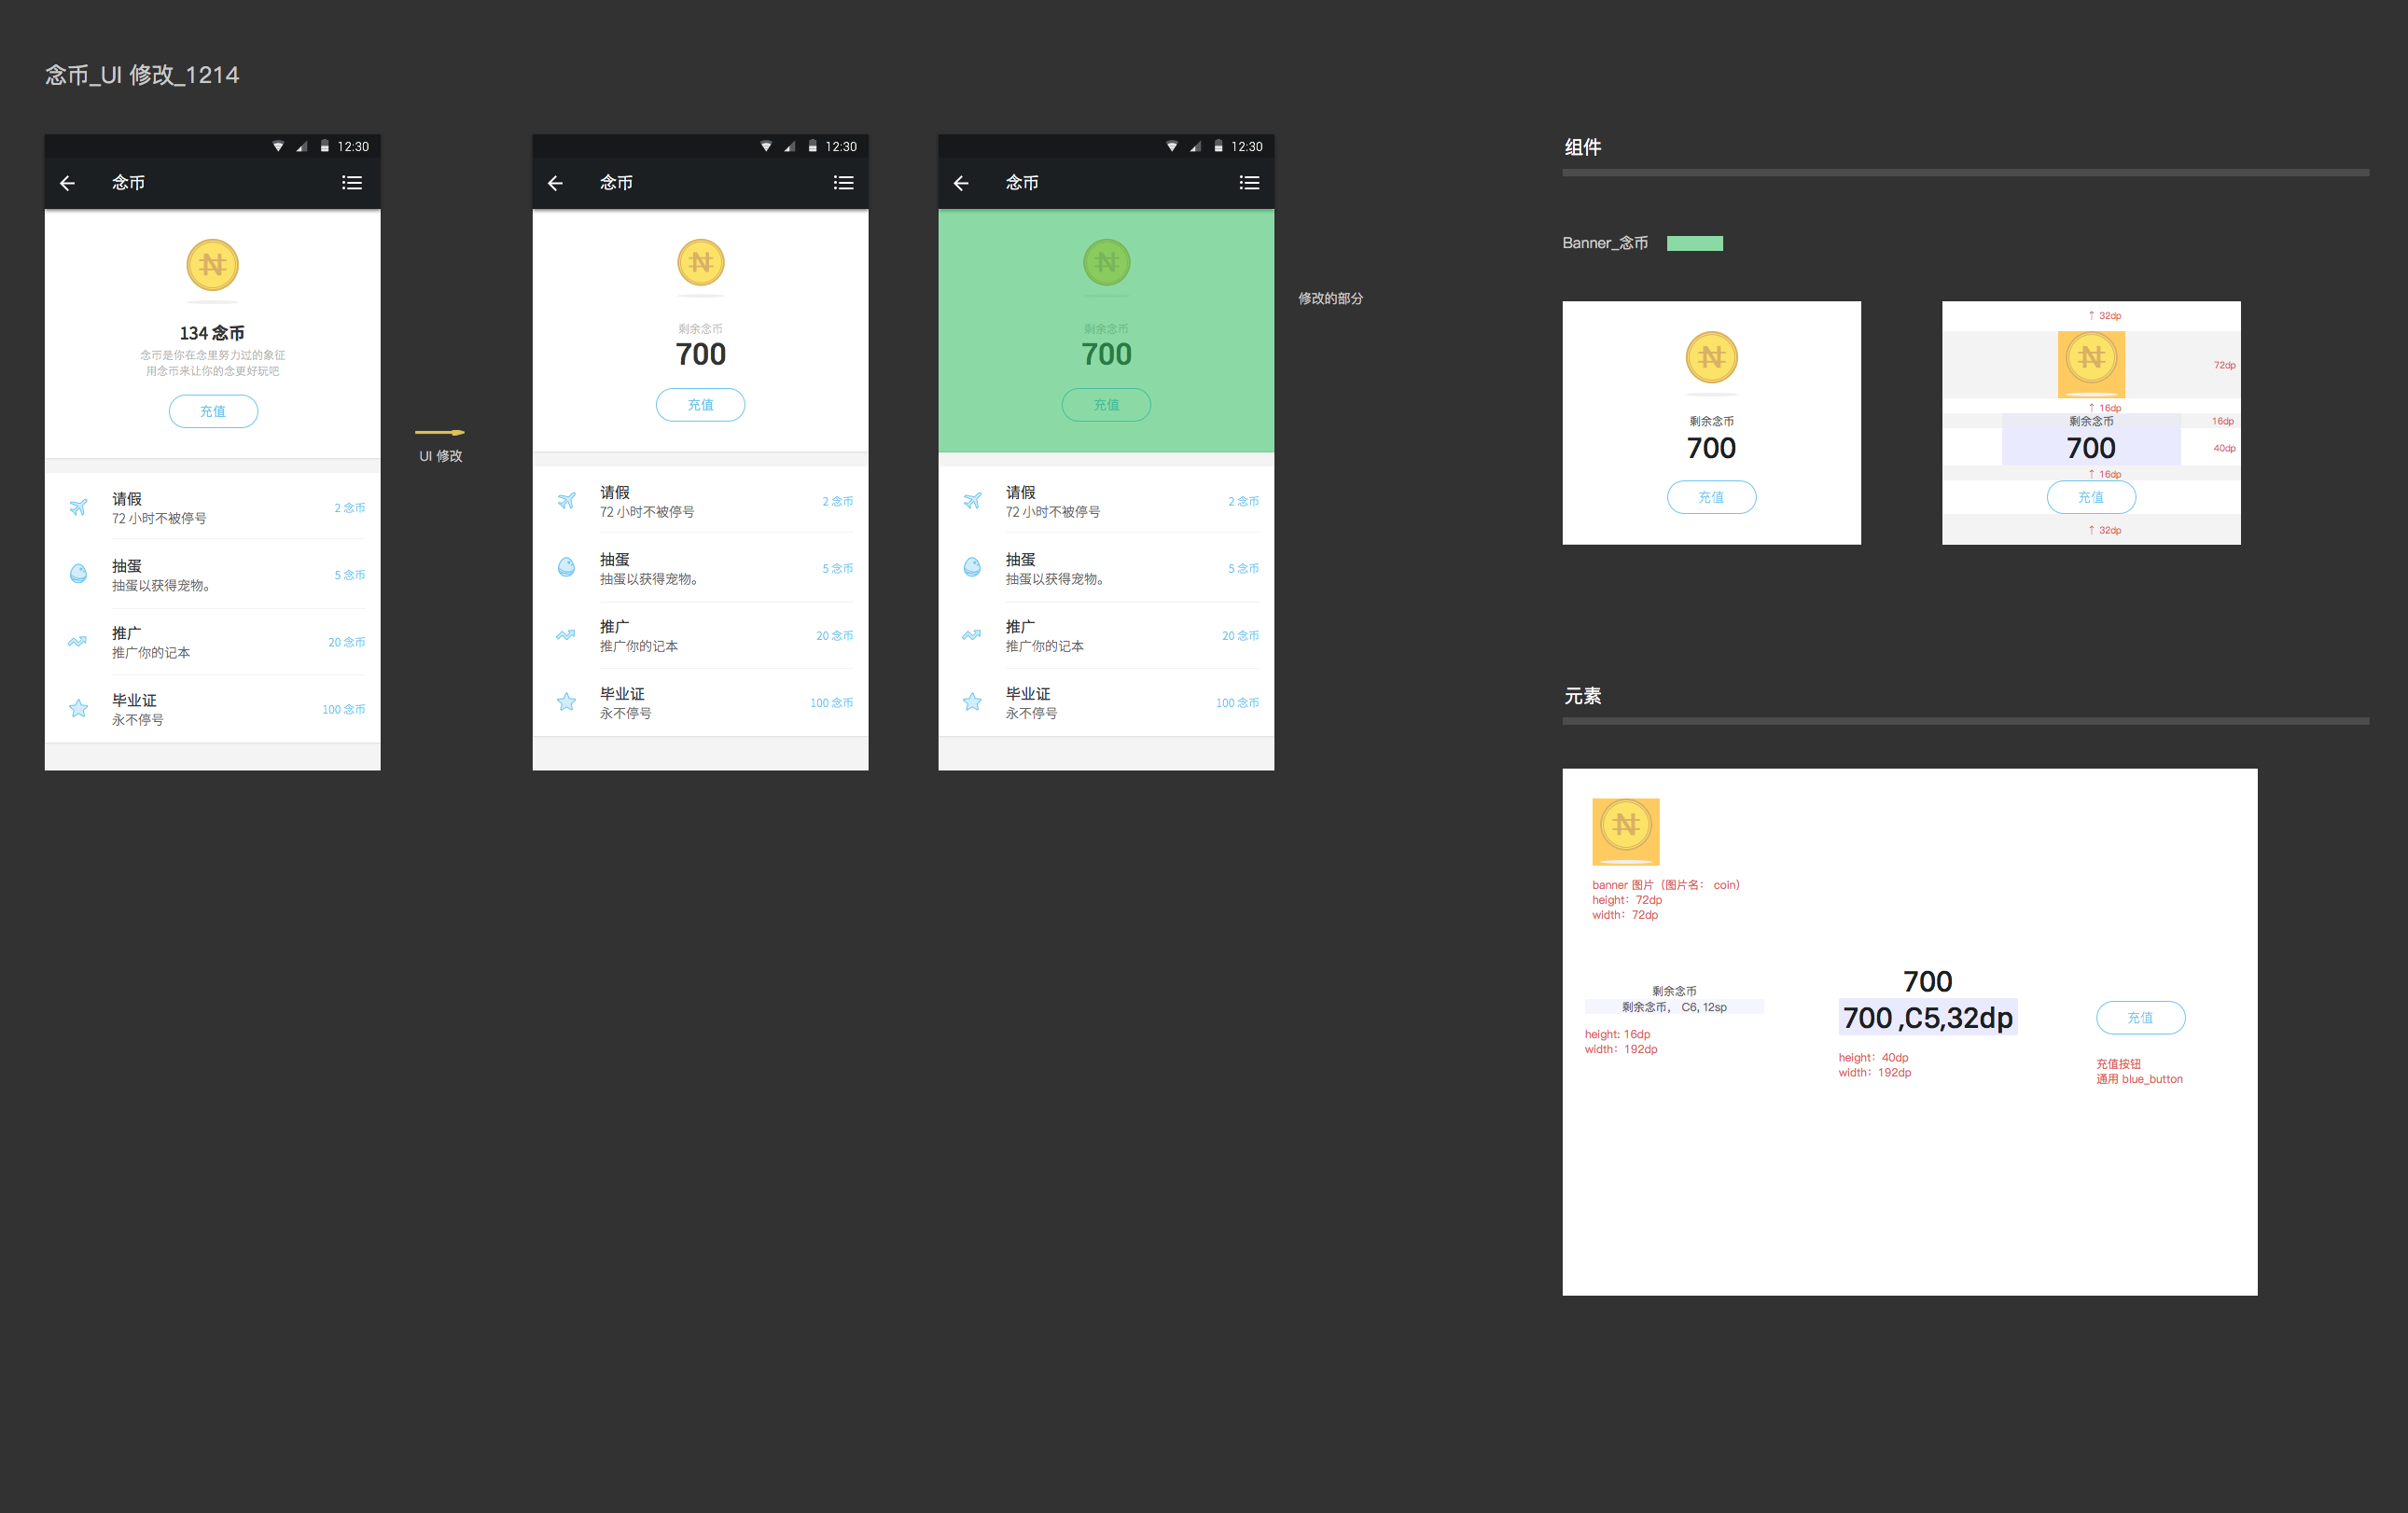 念币_UI 修改_1214
12:30
念币
134 念币
念币是你在念里努力过的象征
用念币来让你的念更好玩吧
充值
请假
72 小时不被停号
2 念币
抽蛋
抽蛋以获得宠物。
5 念币
推广
推广你的记本
20 念币
毕业证
永不停号
100 念币
UI 修改
12:30
念币
剩余念币
700
充值
请假
72 小时不被停号
2 念币
抽蛋
抽蛋以获得宠物。
5 念币
推广
推广你的记本
20 念币
毕业证
永不停号
100 念币
12:30
念币
剩余念币
700
充值
请假
72 小时不被停号
2 念币
抽蛋
抽蛋以获得宠物。
5 念币
推广
推广你的记本
20 念币
毕业证
永不停号
100 念币
修改的部分
组件
Banner_念币
剩余念币
700
充值
↑ 32dp
72dp
↑ 16dp
剩余念币
16dp
700
40dp
↑ 16dp
充值
↑ 32dp
元素
banner 图片（图片名： coin）
height：72dp
width：72dp
剩余念币
剩余念币， C6, 12sp
height: 16dp
width：192dp
700
700 ,C5,32dp
height：40dp
width：192dp
充值
充值按钮
通用 blue_button